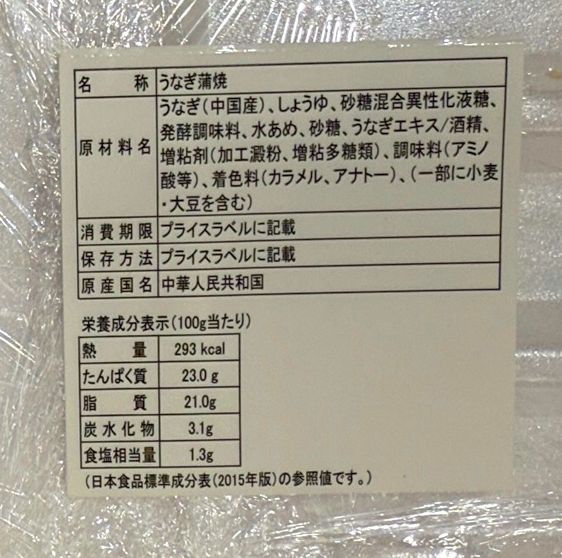 名 称 うなぎ蒲焼
原材料名 うなぎ(中国産)、しょうゆ、砂糖混合異性化液糖、
発酵調味料、水あめ、砂糖、うなぎエキス/酒精、
増粘剤(加工澱粉、増粘多糖類)、調味料(アミノ
酸等)、着色料(カラメル、アナトー)、(一部に小麦
・大豆を含む)
消費期限 プライスラベルに記載
保存方法 プライスラベルに記載
原産国名 中華人民共和国
栄養成分表示(100g当たり)
熱 量 293 kcal
たんぱく質 23.0 g
脂 質 21.0g
炭水化物 3.1g
食塩相当量 1.3g
(日本食品標準成分表(2015年版)の参照値です。)